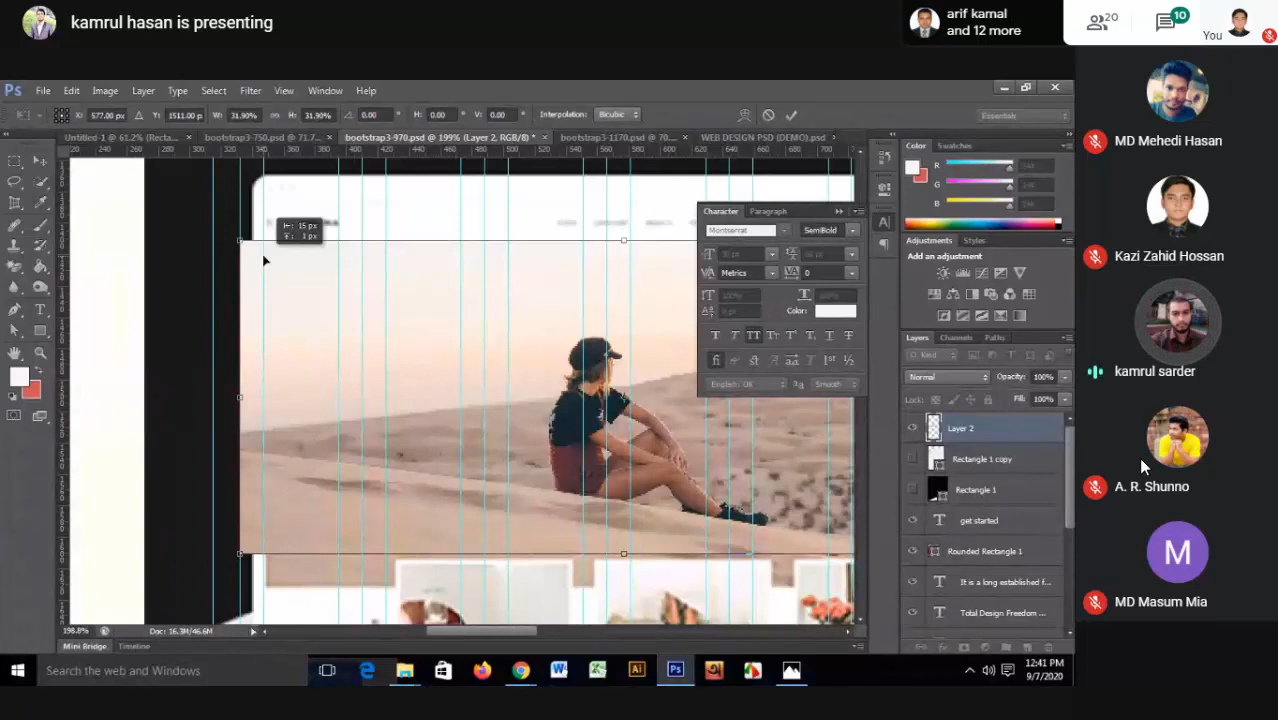 kamrul hasan is presenting
arif kamal
and 12 more
20
10
You
Ps File Edit Image Layer Type Select Filter View Window Help
X: 577.00 px Y: 1511.00 px W: 31.90% H: 31.90% 0.00 ° H: 0.00 ° V: 0.00 ° Interpolation: Bicubic Essentials
Untitled-1 @ 61.2% (Recta... × bootstrap3-750.psd @ 71.7... × bootstrap3-970.psd @ 199% (Layer 2, RGB/8) * × bootstrap3-1170.psd @ 70... × WEB DESIGN PSD (DEMO).psd
20 280 300 320 340 360 380 400 420 440 460 480 500 520 540 560 580 600 620 640 660 680 700
15 px
1 px
Color Swatches
R
G
B
Character Paragraph
Montserrat SemiBold
Metrics 0
100%
0 px Color:
English: UK Smooth
Adjustments Styles
Add an adjustment
Layers Channels Paths
Kind
Normal Opacity: 100%
Lock: Fill: 100%
Layer 2
Rectangle 1 copy
Rectangle 1
get started
Rounded Rectangle 1
It is a long established f...
Total Design Freedom ...
198.8% Doc: 16.3M/46.6M
Mini Bridge Timeline
MD Mehedi Hasan
Kazi Zahid Hossan
kamrul sarder
A. R. Shunno
M
MD Masum Mia
Search the web and Windows
12:41 PM
9/7/2020